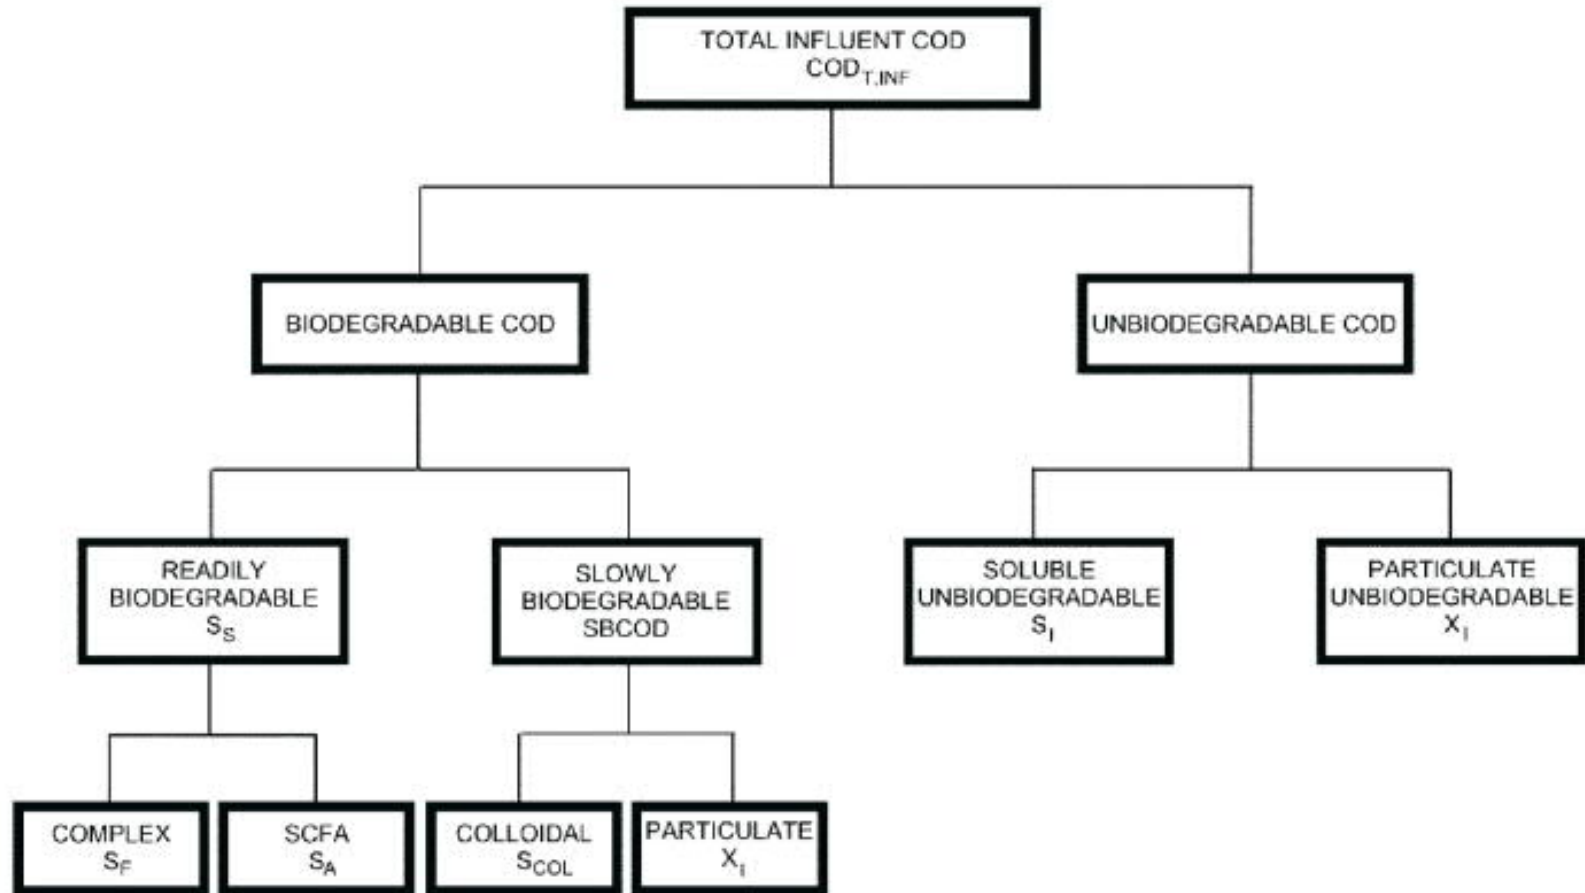 TOTAL INFLUENT COD
COD T,INF
BIODEGRADABLE COD
UNBIODEGRADABLE COD
READILY
BIODEGRADABLE
S_S
SLOWLY
BIODEGRADABLE
SBCOD
SOLUBLE
UNBIODEGRADABLE
S_I
PARTICULATE
UNBIODEGRADABLE
X_I
COMPLEX
S_F
SCFA
S_A
COLLOIDAL
S_COL
PARTICULATE
X_i